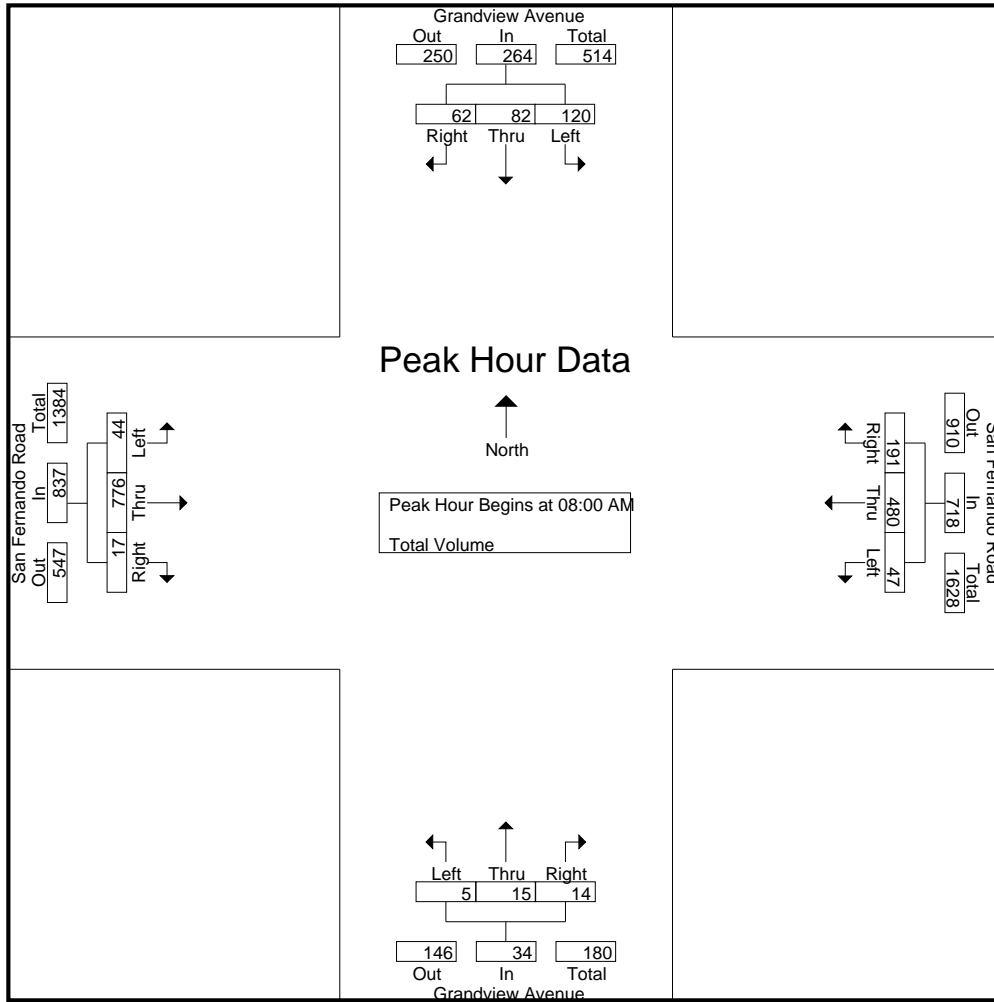 Grandview Avenue
Out In Total
250 264 514
62 82 120
Right Thru Left
Peak Hour Data
North
Peak Hour Begins at 08:00 AM
Total Volume
San Fernando Road
Out In Total
547 837 1384
17 776 44
Right Thru Left
San Fernando Road
Out In Total
910 718 1628
191 480 47
Right Thru Left
Left Thru Right
5 15 14
146 34 180
Out In Total
Grandview Avenue